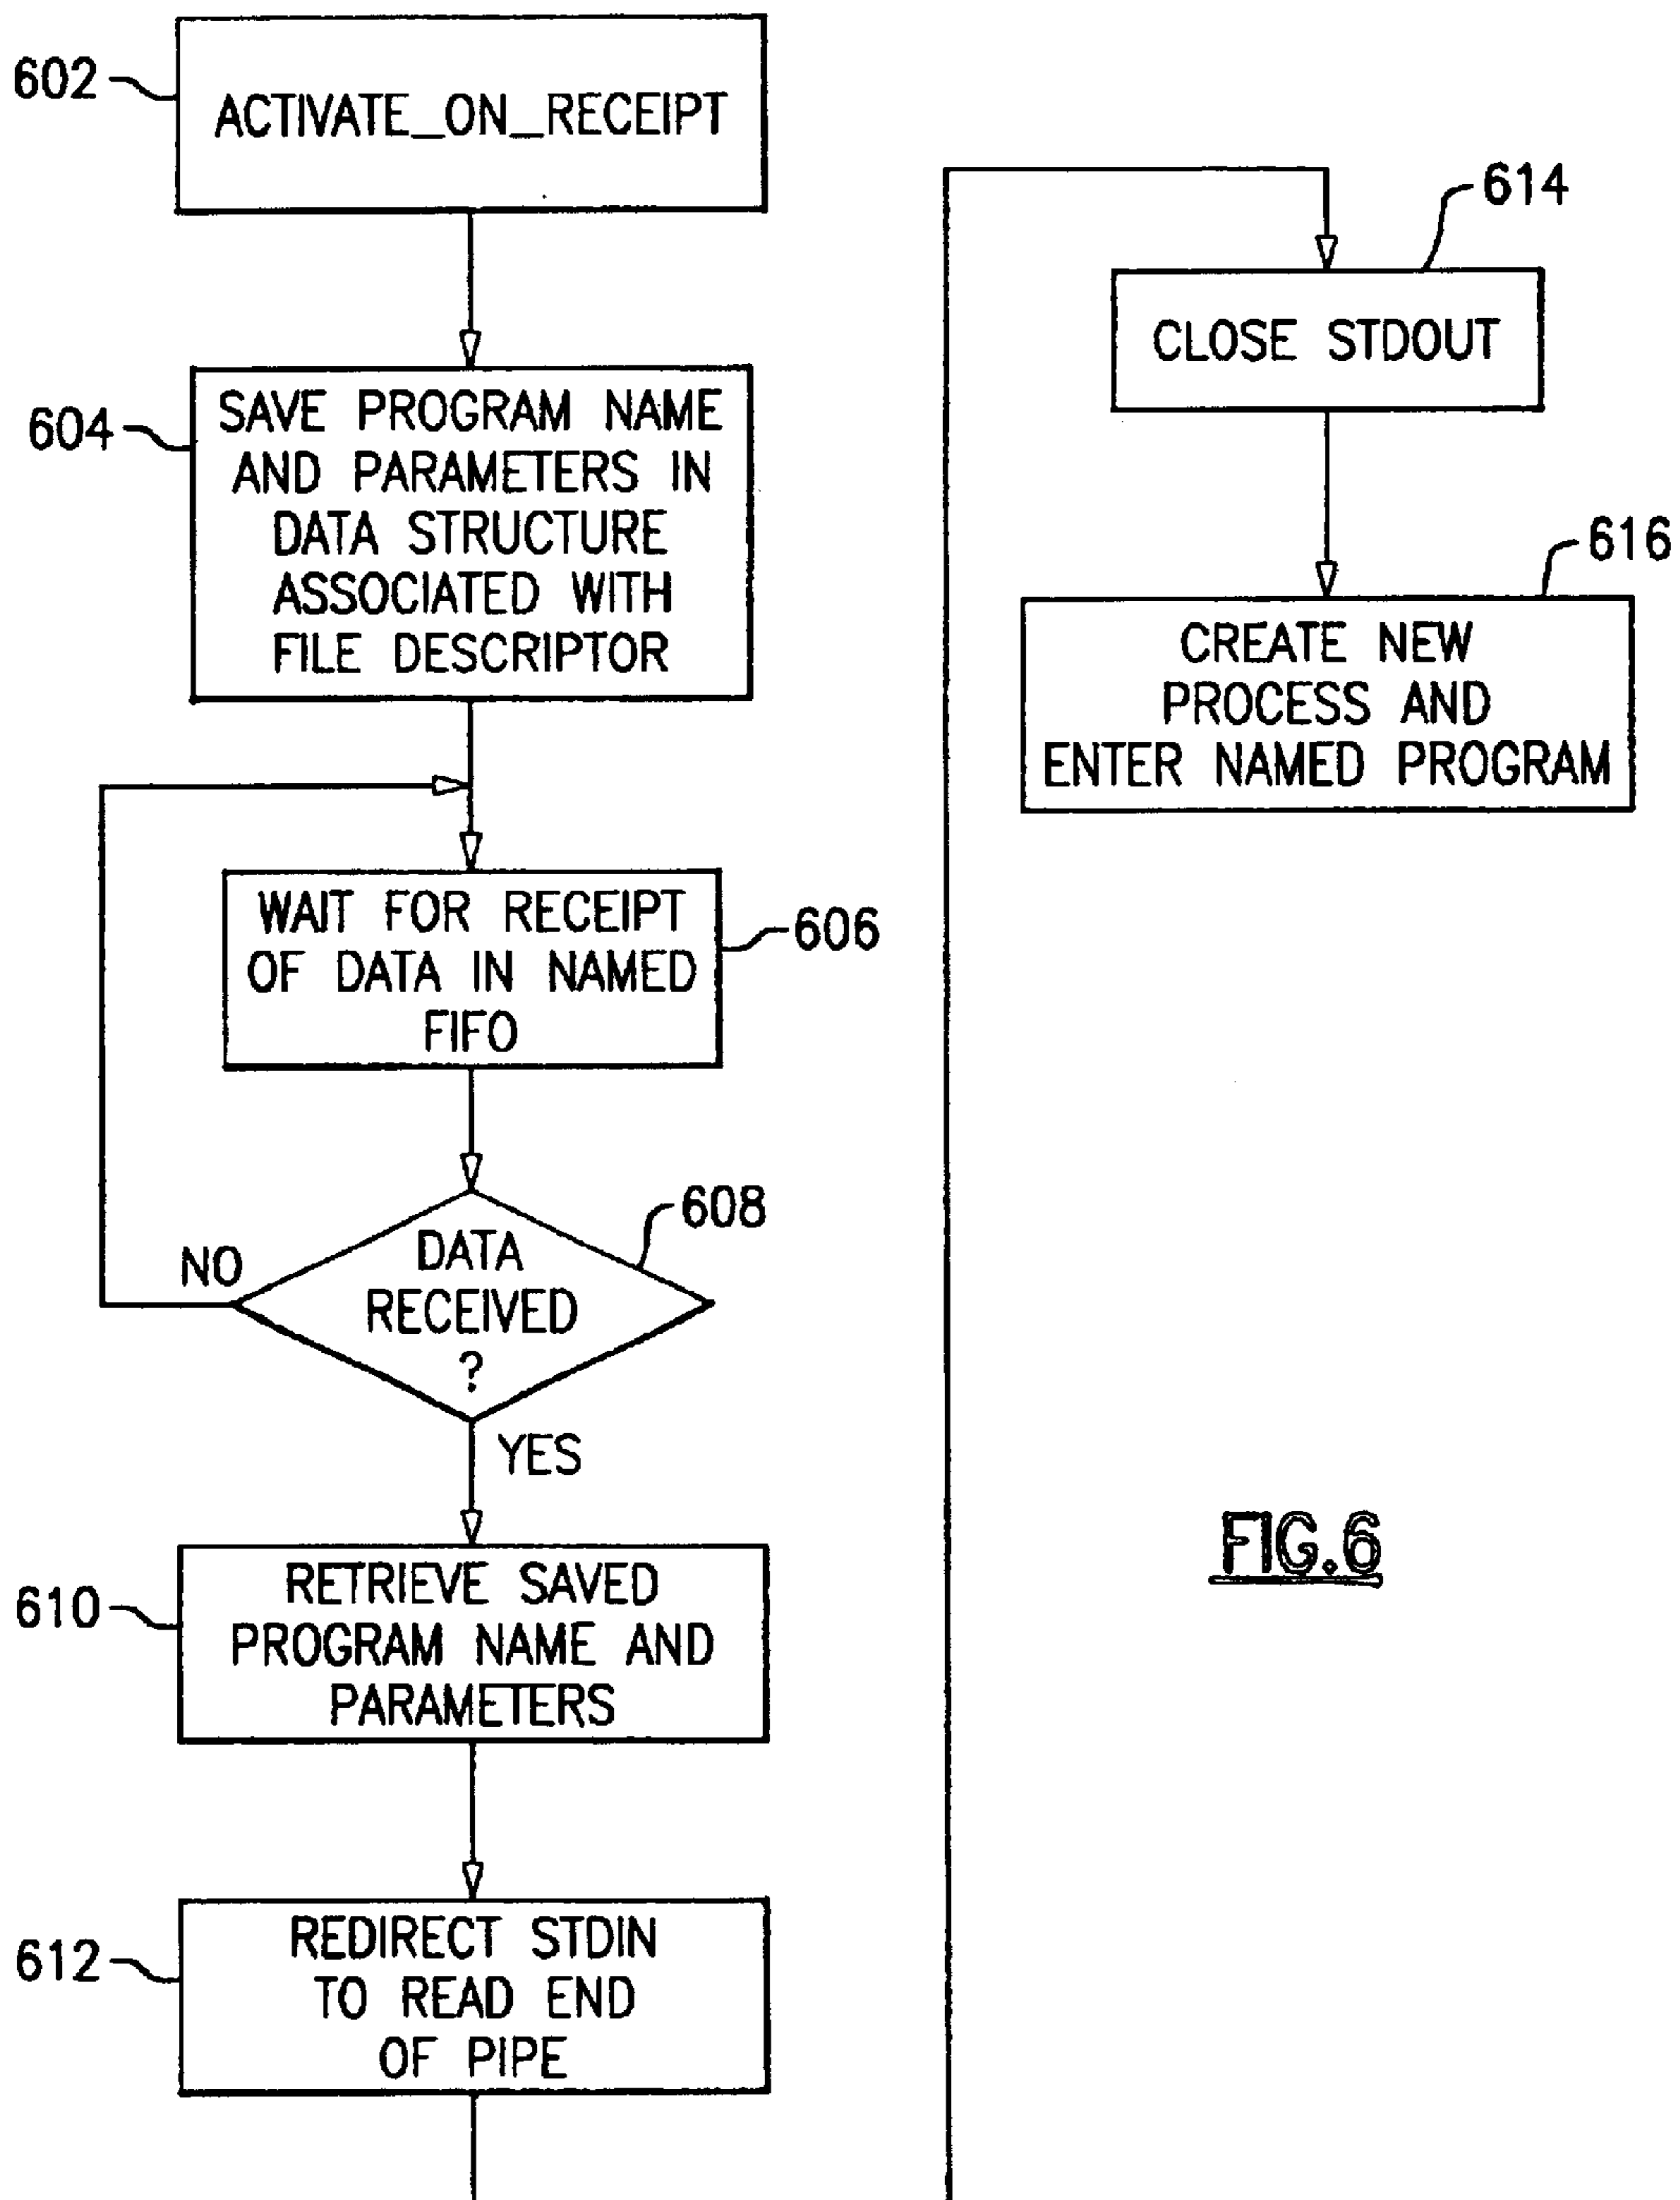 602
ACTIVATE_ON_RECEIPT
604
SAVE PROGRAM NAME
AND PARAMETERS IN
DATA STRUCTURE
ASSOCIATED WITH
FILE DESCRIPTOR
WAIT FOR RECEIPT
OF DATA IN NAMED
FIFO
606
608
DATA
RECEIVED
?
NO
YES
610
RETRIEVE SAVED
PROGRAM NAME AND
PARAMETERS
612
REDIRECT STDIN
TO READ END
OF PIPE
614
CLOSE STDOUT
616
CREATE NEW
PROCESS AND
ENTER NAMED PROGRAM
FIG.6